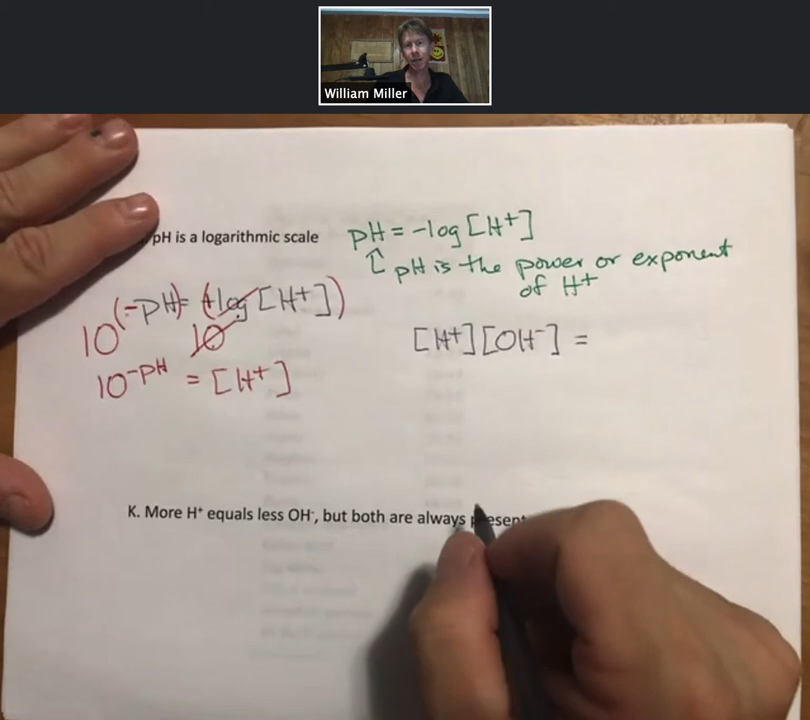 William Miller
pH is a logarithmic scale
pH = -log [H+]
pH is the power or exponent
of H+
10^(-pH) = 10^(+log [H+])
10^-pH = [H+]
[H+][OH-] =
K. More H+ equals less OH-, but both are always present